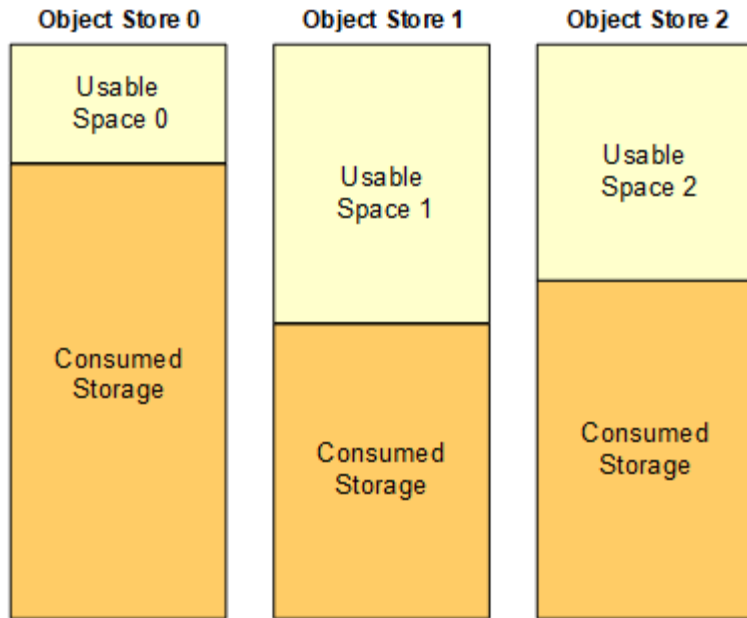 Object Store 0
Object Store 1
Object Store 2
Usable
Space 0
Usable
Space 1
Usable
Space 2
Consumed
Storage
Consumed
Storage
Consumed
Storage